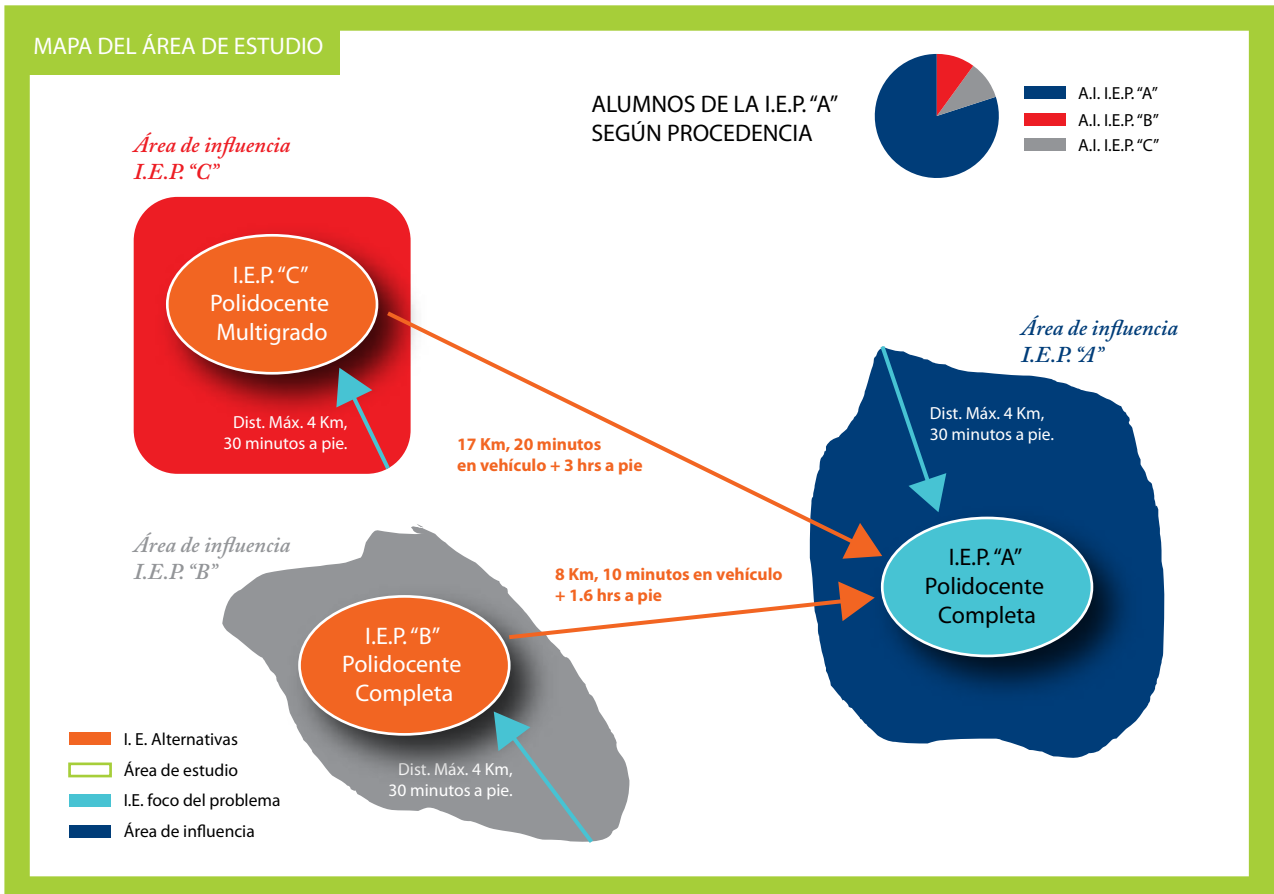 MAPA DEL ÁREA DE ESTUDIO
ALUMNOS DE LA I.E.P. “A”
SEGÚN PROCEDENCIA
A.I. I.E.P. “A”
A.I. I.E.P. “B”
A.I. I.E.P. “C”
Área de influencia
I.E.P. “C”
I.E.P. “C”
Polidocente
Multigrado
Dist. Máx. 4 Km,
30 minutos a pie.
17 Km, 20 minutos
en vehículo + 3 hrs a pie
Área de influencia
I.E.P. “A”
Dist. Máx. 4 Km,
30 minutos a pie.
I.E.P. “A”
Polidocente
Completa
Área de influencia
I.E.P. “B”
8 Km, 10 minutos en vehículo
+ 1.6 hrs a pie
I.E.P. “B”
Polidocente
Completa
Dist. Máx. 4 Km,
30 minutos a pie.
I. E. Alternativas
Área de estudio
I.E. foco del problema
Área de influencia